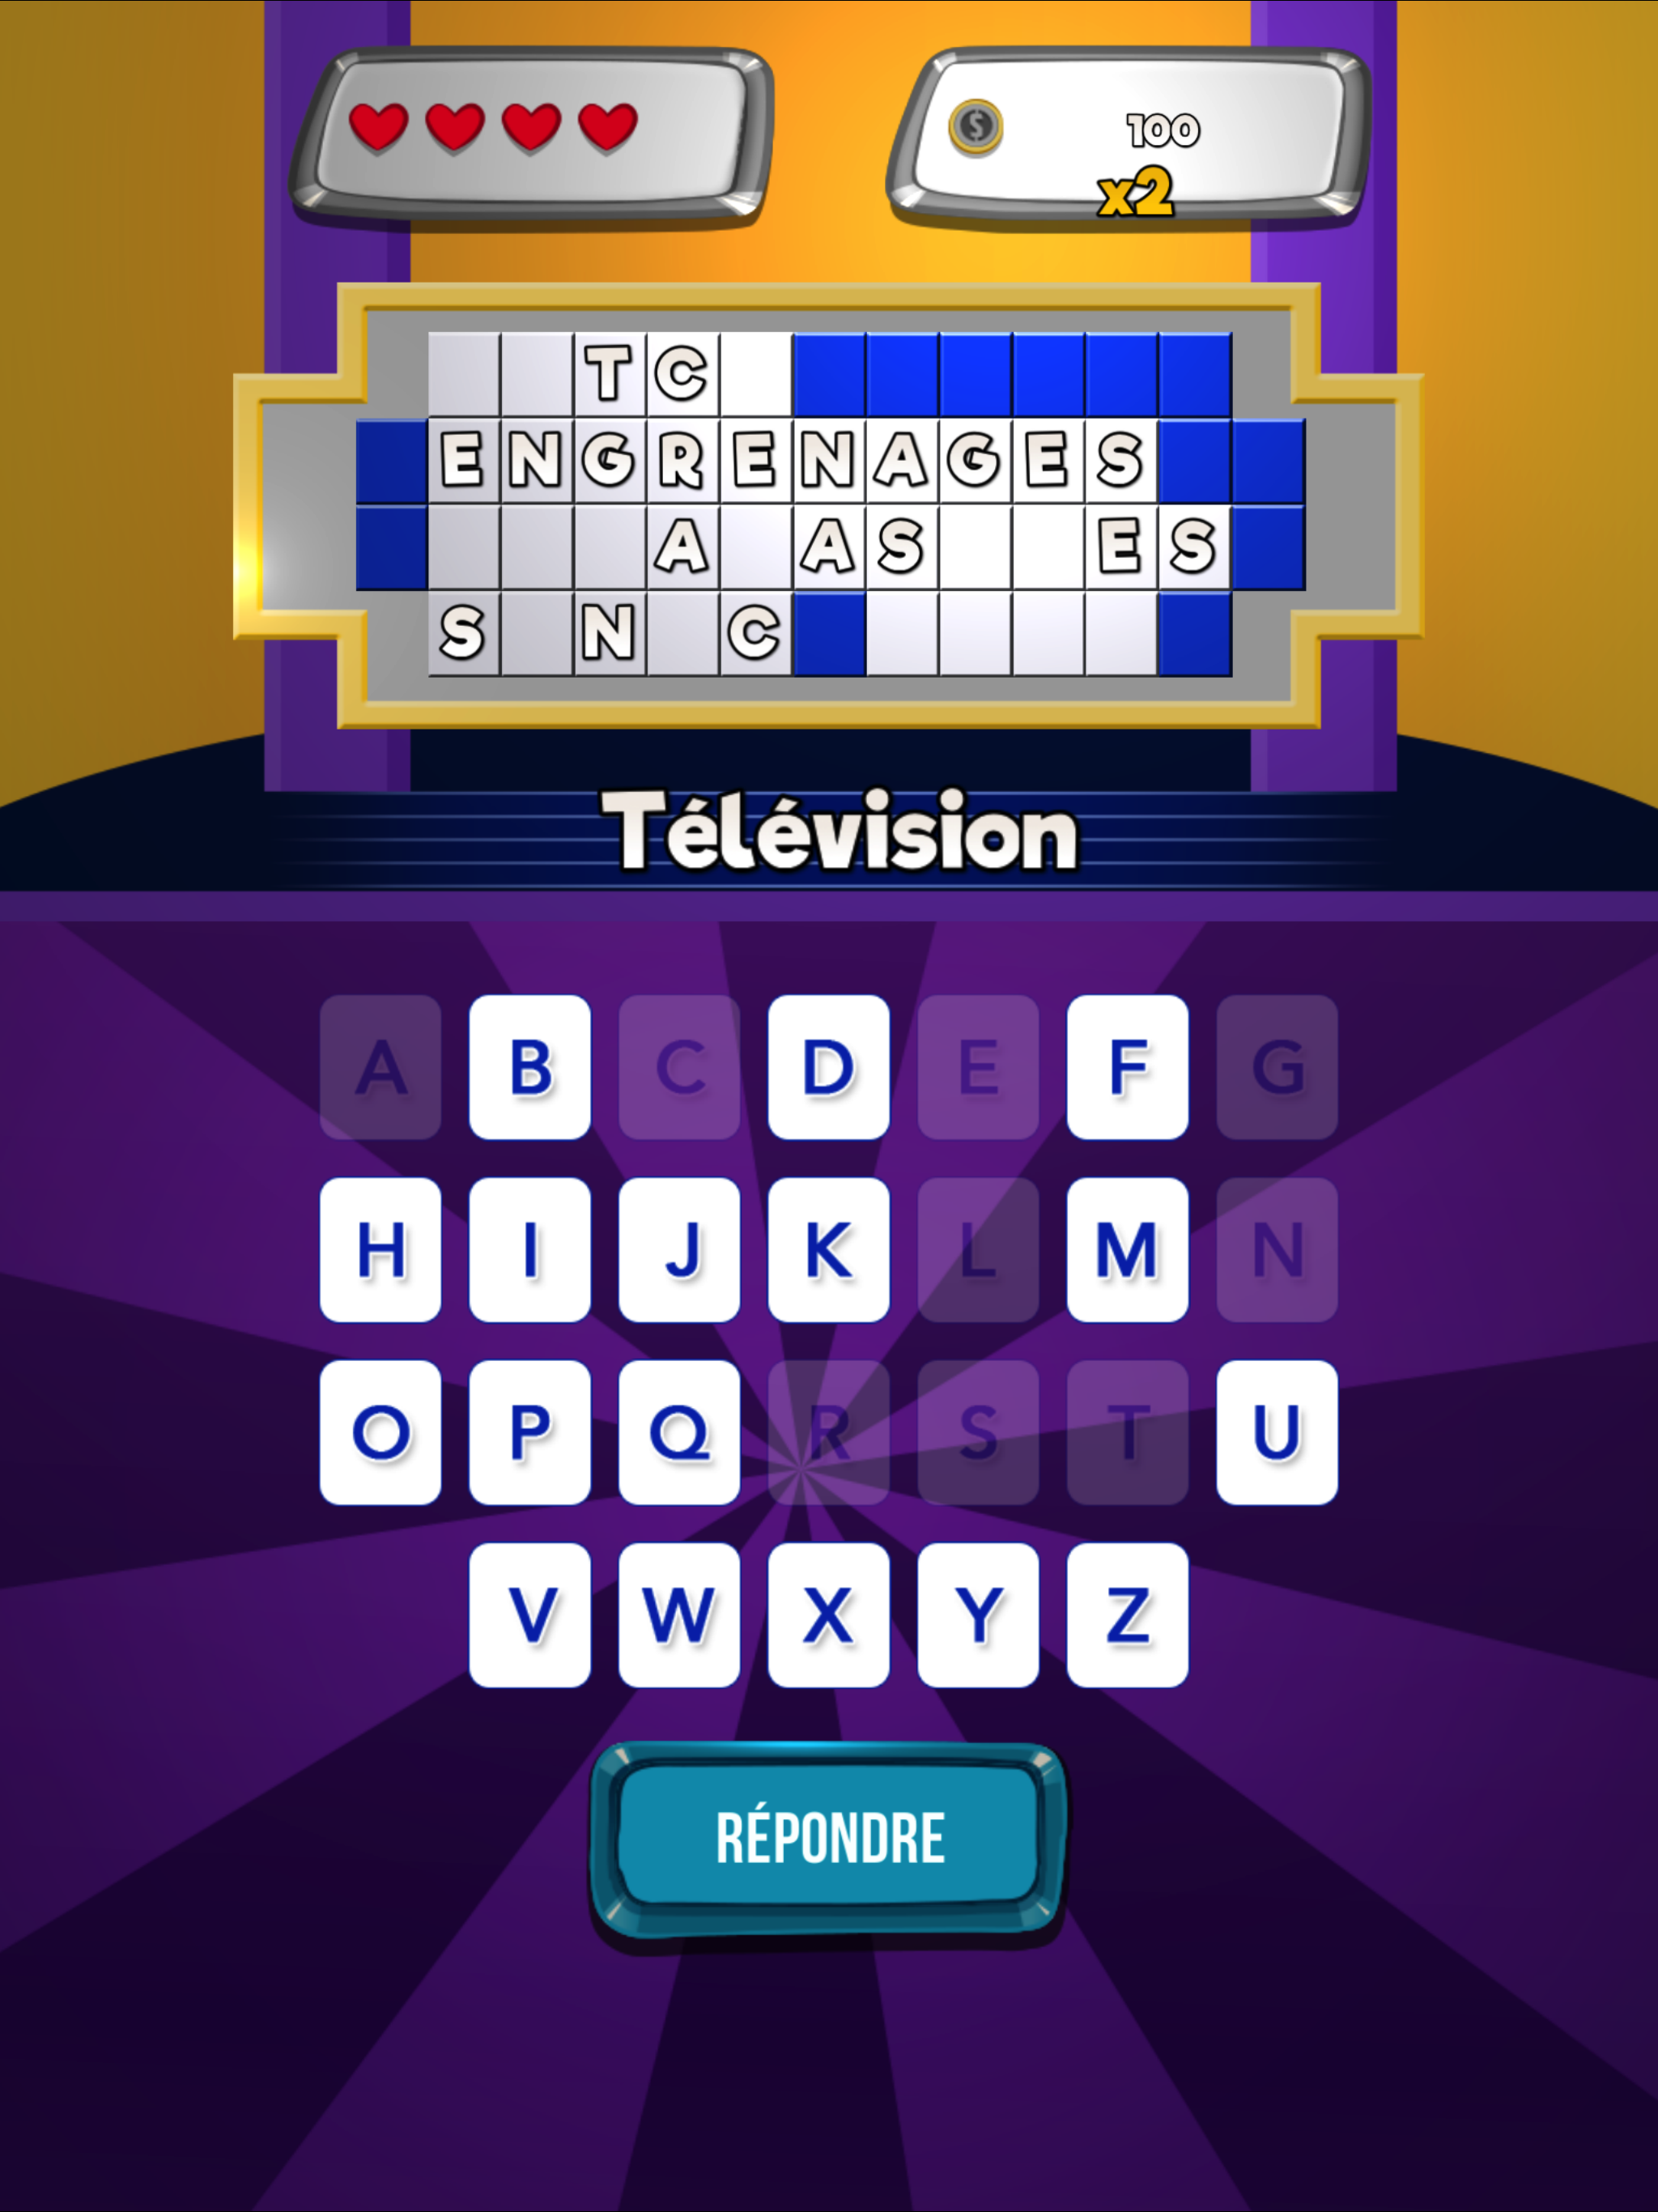 100
x2
TC
ENGRENAGES
A AS ES
S N C
Télévision
A B C D E F G
H I J K L M N
O P Q R S T U
V W X Y Z
RÉPONDRE